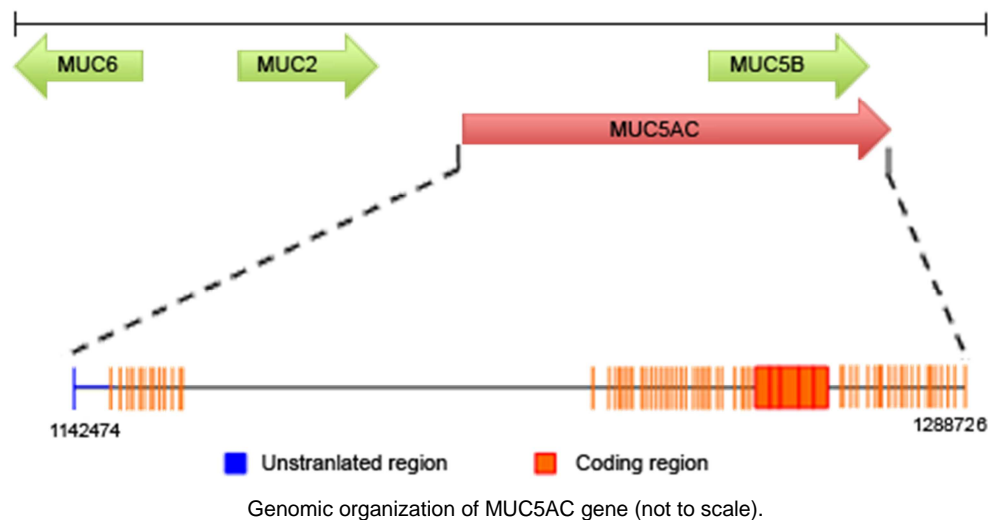 MUC6
MUC2
MUC5B
MUC5AC
1142474
1288726
Unstranlated region
Coding region
Genomic organization of MUC5AC gene (not to scale).